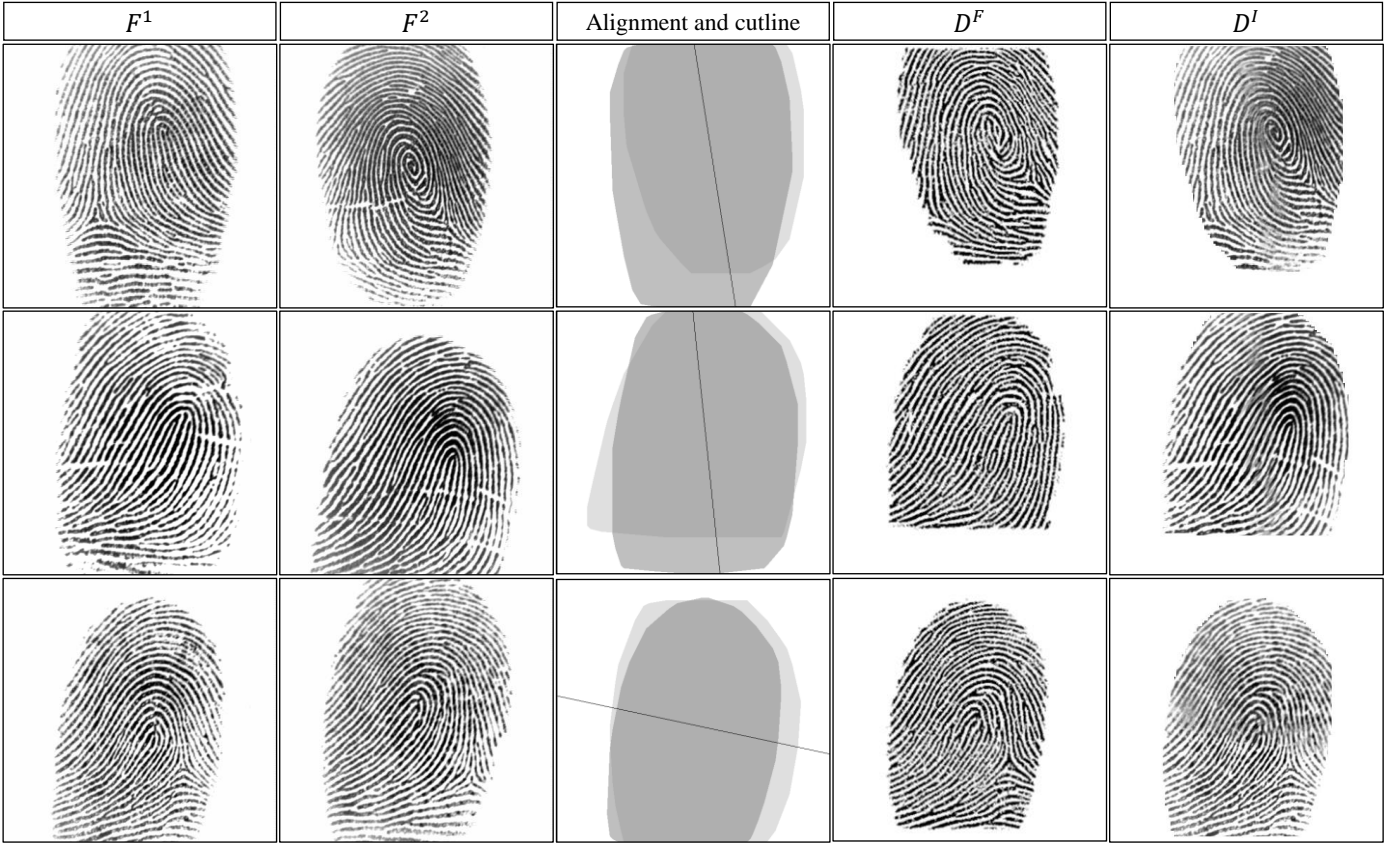 F¹ F² Alignment and cutline Dᶠ Dᴵ